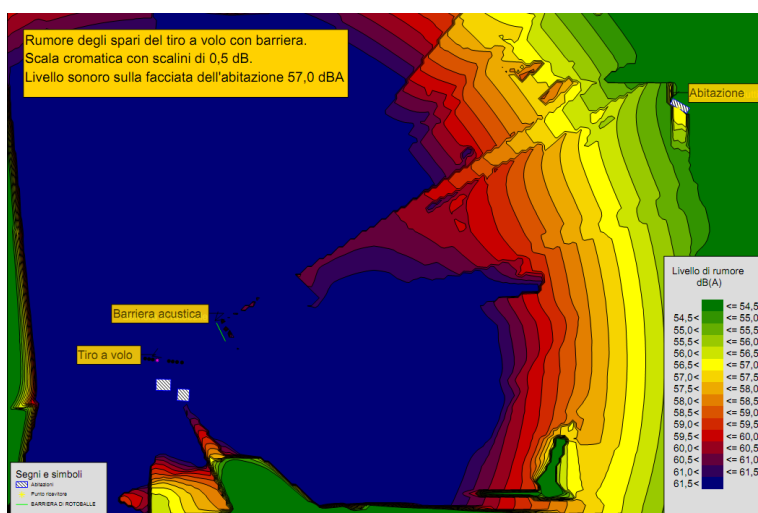 Rumore degli spari del tiro a volo con barriera.
Scala cromatica con scalini di 0,5 dB.
Livello sonoro sulla facciata dell'abitazione 57,0 dBA
Abitazione
Barriera acustica
Tiro a volo
Livello di rumore
dB(A)
<= 54,5
54,5< <= 55,0
55,0< <= 55,5
55,5< <= 56,0
56,0< <= 56,5
56,5< <= 57,0
57,0< <= 57,5
57,5< <= 58,0
58,0< <= 58,5
58,5< <= 59,0
59,0< <= 59,5
59,5< <= 60,0
60,0< <= 60,5
60,5< <= 61,0
61,0< <= 61,5
61,5<
Segni e simboli
Abitazioni
Punto ricevitore
BARRIERA DI ROTOBALLE